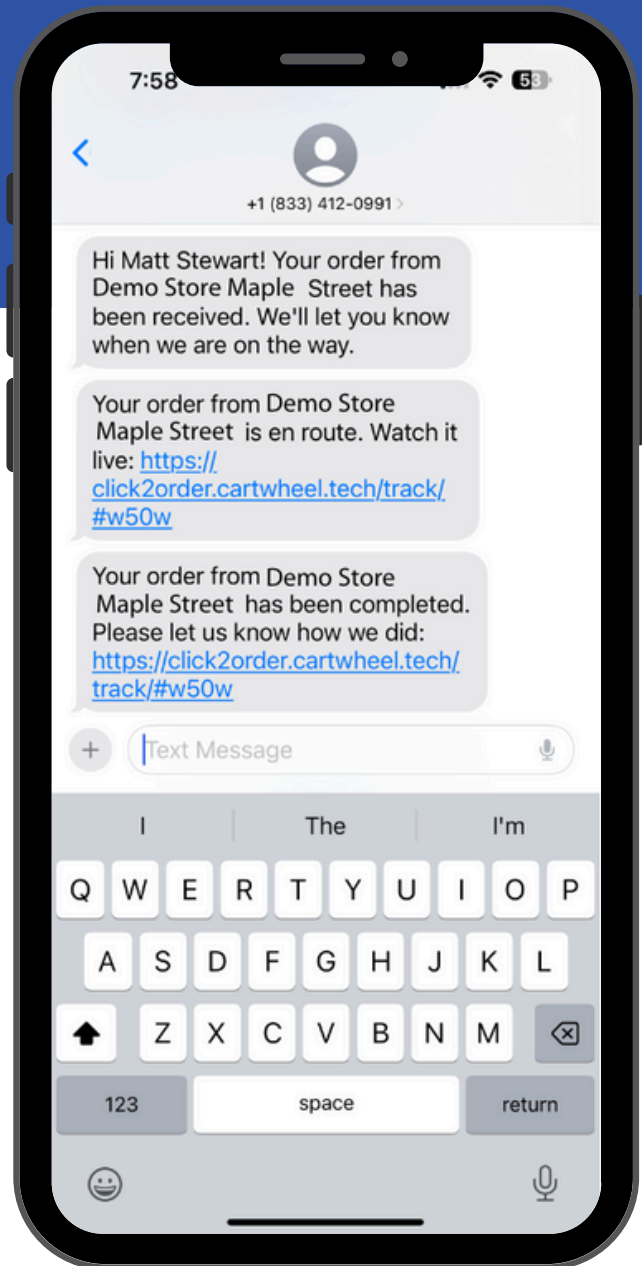 7:58
53
+1 (833) 412-0991
Hi Matt Stewart! Your order from
Demo Store Maple Street has
been received. We'll let you know
when we are on the way.
Your order from Demo Store
Maple Street is en route. Watch it
live: https://
click2order.cartwheel.tech/track/
#w50w
Your order from Demo Store
Maple Street has been completed.
Please let us know how we did:
https://click2order.cartwheel.tech/
track/#w50w
Text Message
I The I'm
Q W E R T Y U I O P
A S D F G H J K L
Z X C V B N M
123 space return